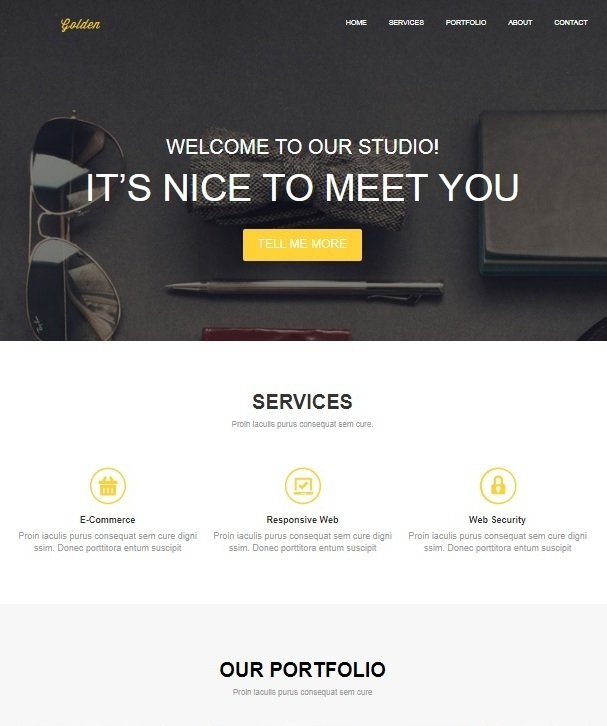 Golden
HOME SERVICES PORTFOLIO ABOUT CONTACT
WELCOME TO OUR STUDIO!
IT’S NICE TO MEET YOU
TELL ME MORE
SERVICES
Proin iaculis purus consequat sem cure.
E-Commerce
Proin iaculis purus consequat sem cure digni
ssim. Donec porttitora entum suscipit
Responsive Web
Proin iaculis purus consequat sem cure digni
ssim. Donec porttitora entum suscipit
Web Security
Proin iaculis purus consequat sem cure digni
ssim. Donec porttitora entum suscipit
OUR PORTFOLIO
Proin iaculis purus consequat sem cure